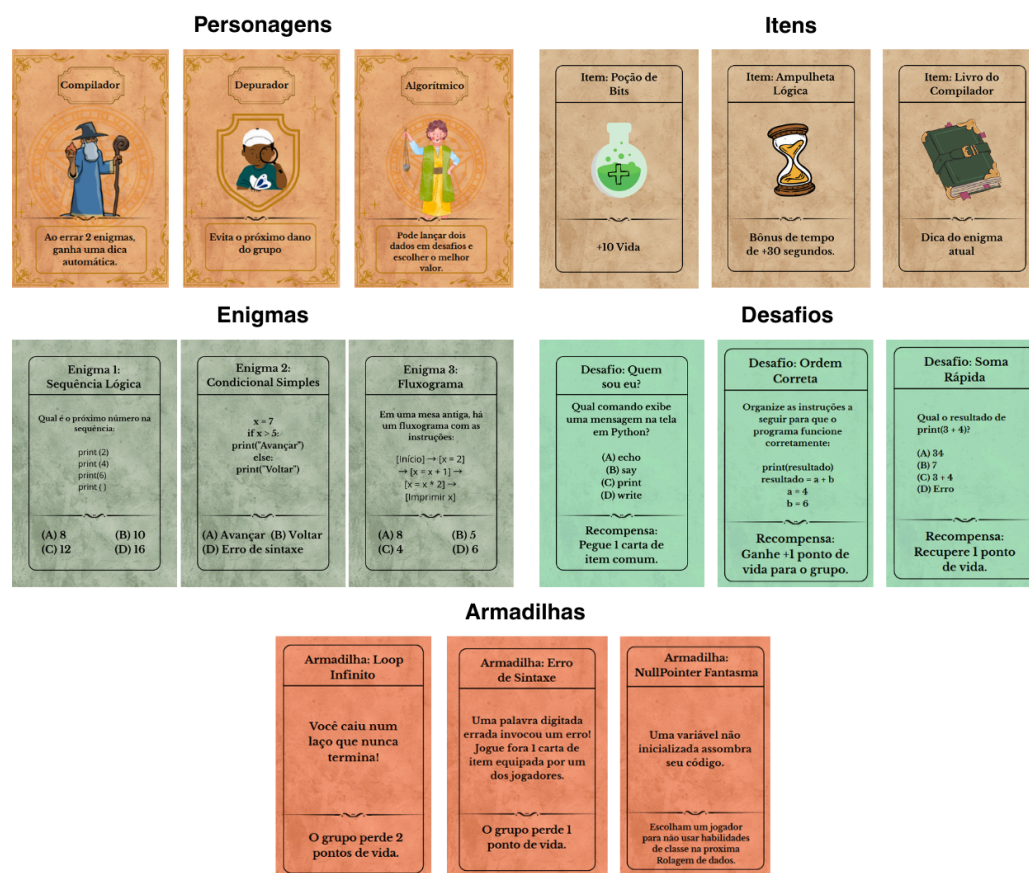 Personagens
Compilador
Ao errar 2 enigmas,
ganha uma dica
automática.
Depurador
Evita o próximo dano
do grupo
Algorítmico
Pode lançar dois
dados em desafios e
escolher o melhor
valor.
Itens
Item: Poção de
Bits
+10 Vida
Item: Ampulheta
Lógica
Bônus de tempo
de +30 segundos.
Item: Livro do
Compilador
Dica do enigma
atual
Enigmas
Enigma 1:
Sequência Lógica
Qual é o próximo número na
sequência:
print (2)
print (4)
print(6)
print ( )
(A) 8 (B) 10
(C) 12 (D) 16
Enigma 2:
Condicional Simples
x = 7
if x > 5:
print("Avançar")
else:
print("Voltar")
(A) Avançar (B) Voltar
(D) Erro de sintaxe
Enigma 3:
Fluxograma
Em uma mesa antiga, há
um fluxograma com as
instruções:
[Início] → [x = 2]
→ [x = x + 1] →
[x = x * 2] →
[Imprimir x]
(A) 8 (B) 5
(C) 4 (D) 6
Desafios
Desafio: Quem
sou eu?
Qual comando exibe
uma mensagem na tela
em Python?
(A) echo
(B) say
(C) print
(D) write
Recompensa:
Pegue 1 carta de
item comum.
Desafio: Ordem
Correta
Organize as instruções a
seguir para que o
programa funcione
corretamente:
print(resultado)
resultado = a + b
a = 4
b = 6
Recompensa:
Ganhe +1 ponto de
vida para o grupo.
Desafio: Soma
Rápida
Qual o resultado de
print(3 + 4)?
(A) 34
(B) 7
(C) 3 + 4
(D) Erro
Recompensa:
Recupere 1 ponto
de vida.
Armadilhas
Armadilha: Loop
Infinito
Você caiu num
laço que nunca
termina!
O grupo perde 2
pontos de vida.
Armadilha: Erro
de Sintaxe
Uma palavra digitada
errada invocou um erro!
Jogue fora 1 carta de
item equipada por um
dos jogadores.
O grupo perde 1
ponto de vida.
Armadilha:
NullPointer Fantasma
Uma variável não
inicializada assombra
seu código.
Escolham um jogador
para não usar habilidades
de classe na proxima
Rolagem de dados.